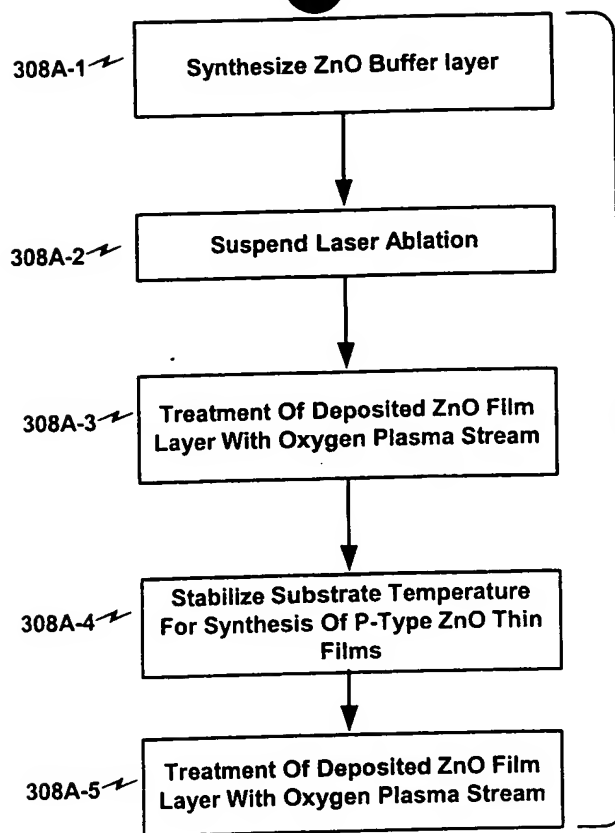 308A-1
Synthesize ZnO Buffer layer
308A-2
Suspend Laser Ablation
308A-3
Treatment Of Deposited ZnO Film
Layer With Oxygen Plasma Stream
308A-4
Stabilize Substrate Temperature
For Synthesis Of P-Type ZnO Thin
Films
308A-5
Treatment Of Deposited ZnO Film
Layer With Oxygen Plasma Stream